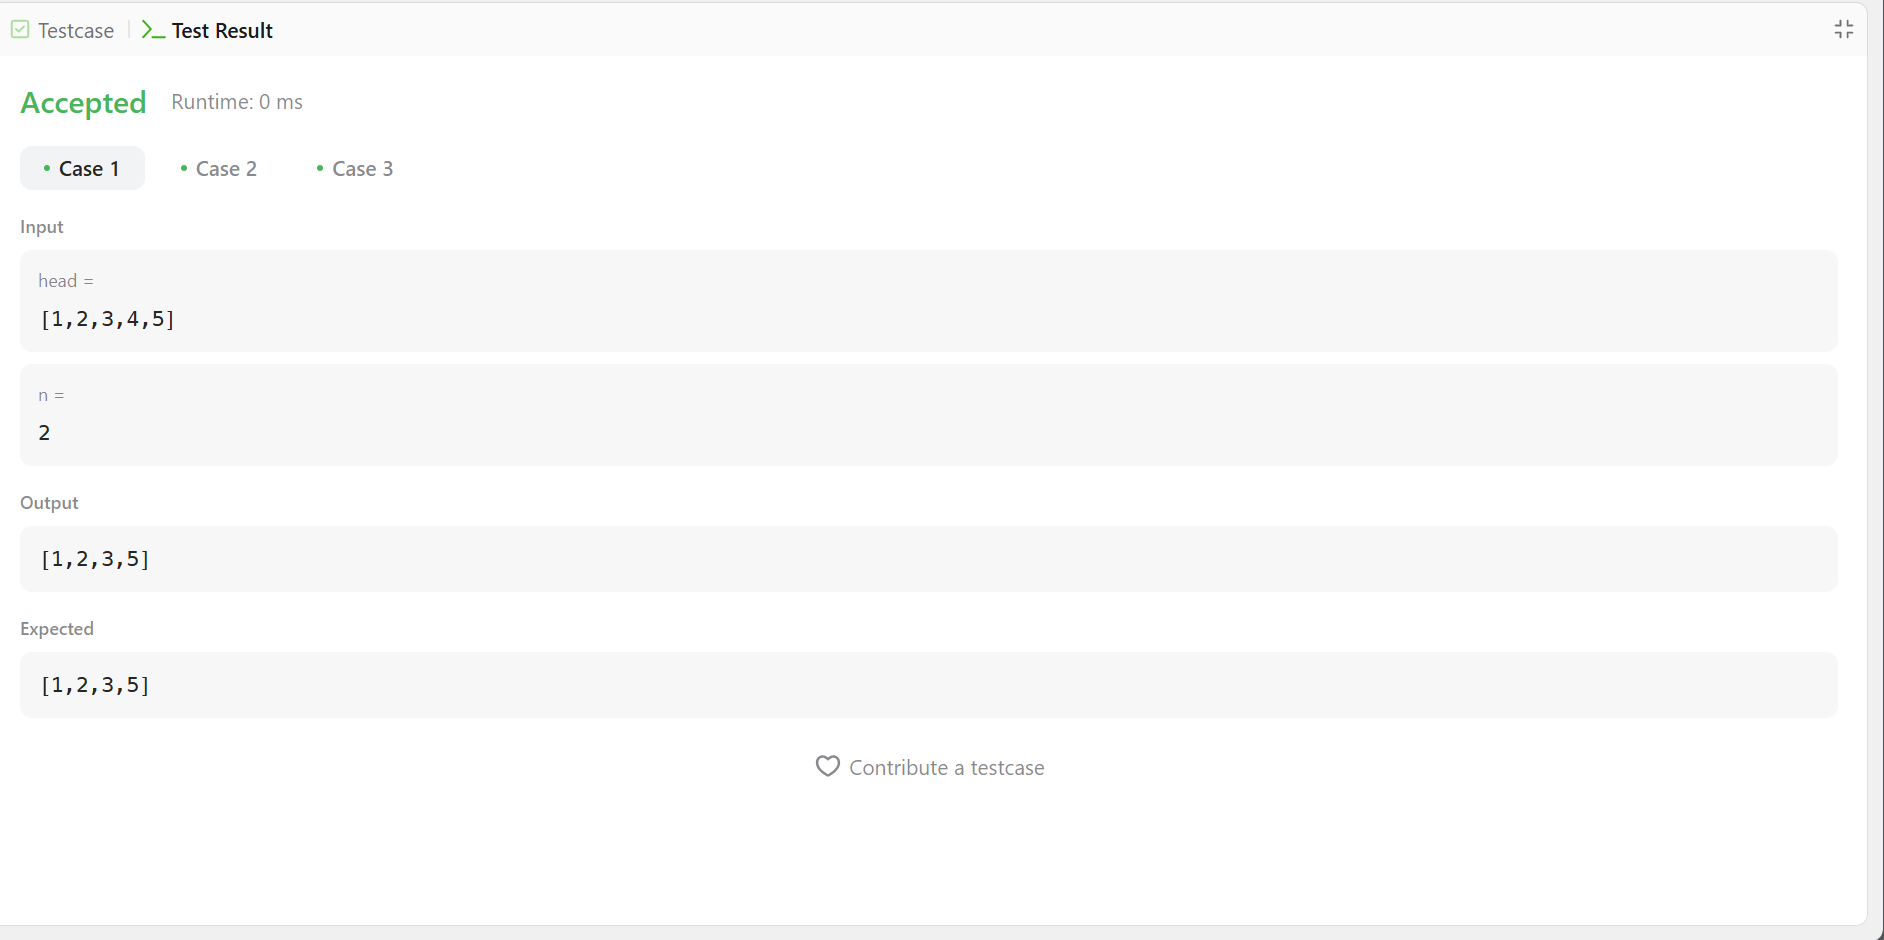 Testcase
Test Result
Accepted Runtime: 0 ms
Case 1 Case 2 Case 3
Input
head =
[1,2,3,4,5]
n =
2
Output
[1,2,3,5]
Expected
[1,2,3,5]
Contribute a testcase